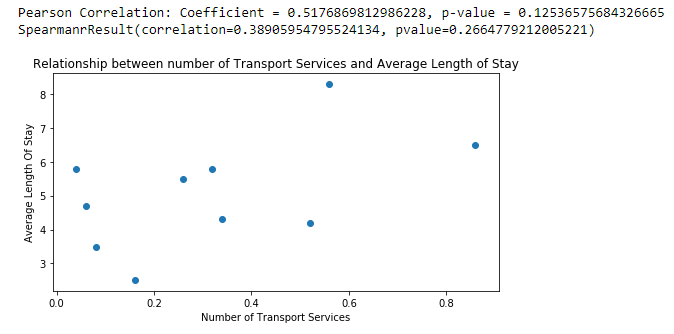 Pearson Correlation: Coefficient = 0.5176869812986228, p-value = 0.12536575684326665
SpearmanrResult(correlation=0.38905954795524134, pvalue=0.2664779212005221)
Relationship between number of Transport Services and Average Length of Stay
8
7
6
5
4
3
Average Length Of Stay
0.0 0.2 0.4 0.6 0.8
Number of Transport Services